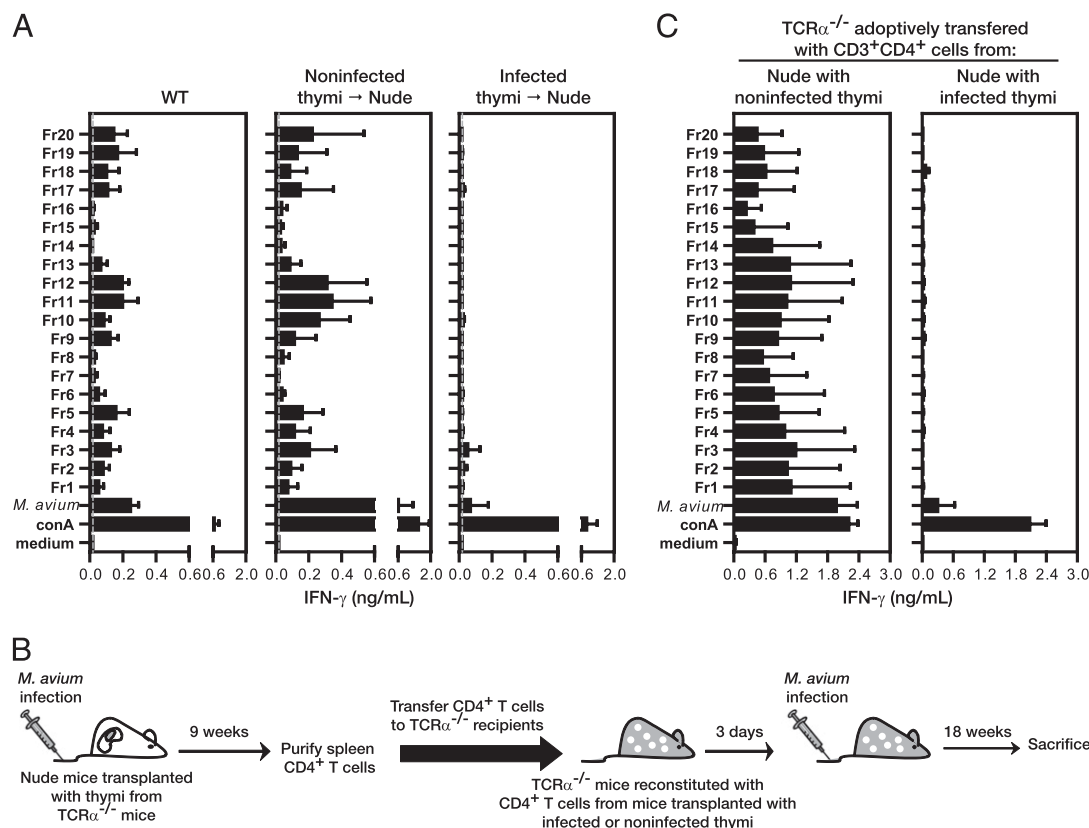 A
WT
Noninfected
thymi → Nude
Infected
thymi → Nude
Fr20
Fr19
Fr18
Fr17
Fr16
Fr15
Fr14
Fr13
Fr12
Fr11
Fr10
Fr9
Fr8
Fr7
Fr6
Fr5
Fr4
Fr3
Fr2
Fr1
M. avium
conA
medium
0.0 0.2 0.4 0.6 0.6 2.0
0.0 0.2 0.4 0.6 0.6 2.0
0.0 0.2 0.4 0.6 0.6 2.0
IFN-γ (ng/mL)
C
TCRα-/- adoptively transfered
with CD3+CD4+ cells from:
Nude with
noninfected thymi
Nude with
infected thymi
Fr20
Fr19
Fr18
Fr17
Fr16
Fr15
Fr14
Fr13
Fr12
Fr11
Fr10
Fr9
Fr8
Fr7
Fr6
Fr5
Fr4
Fr3
Fr2
Fr1
M. avium
conA
medium
0.0 0.6 1.2 1.8 2.4 3.0
0.0 0.6 1.2 1.8 2.4 3.0
IFN-γ (ng/mL)
B
M. avium
infection
Nude mice transplanted
with thymi from
TCRα-/- mice
9 weeks
Purify spleen
CD4+ T cells
Transfer CD4+ T cells
to TCRα-/- recipients
TCRα-/- mice reconstituted with
CD4+ T cells from mice transplanted with
infected or noninfected thymi
3 days
M. avium
infection
18 weeks
Sacrifice